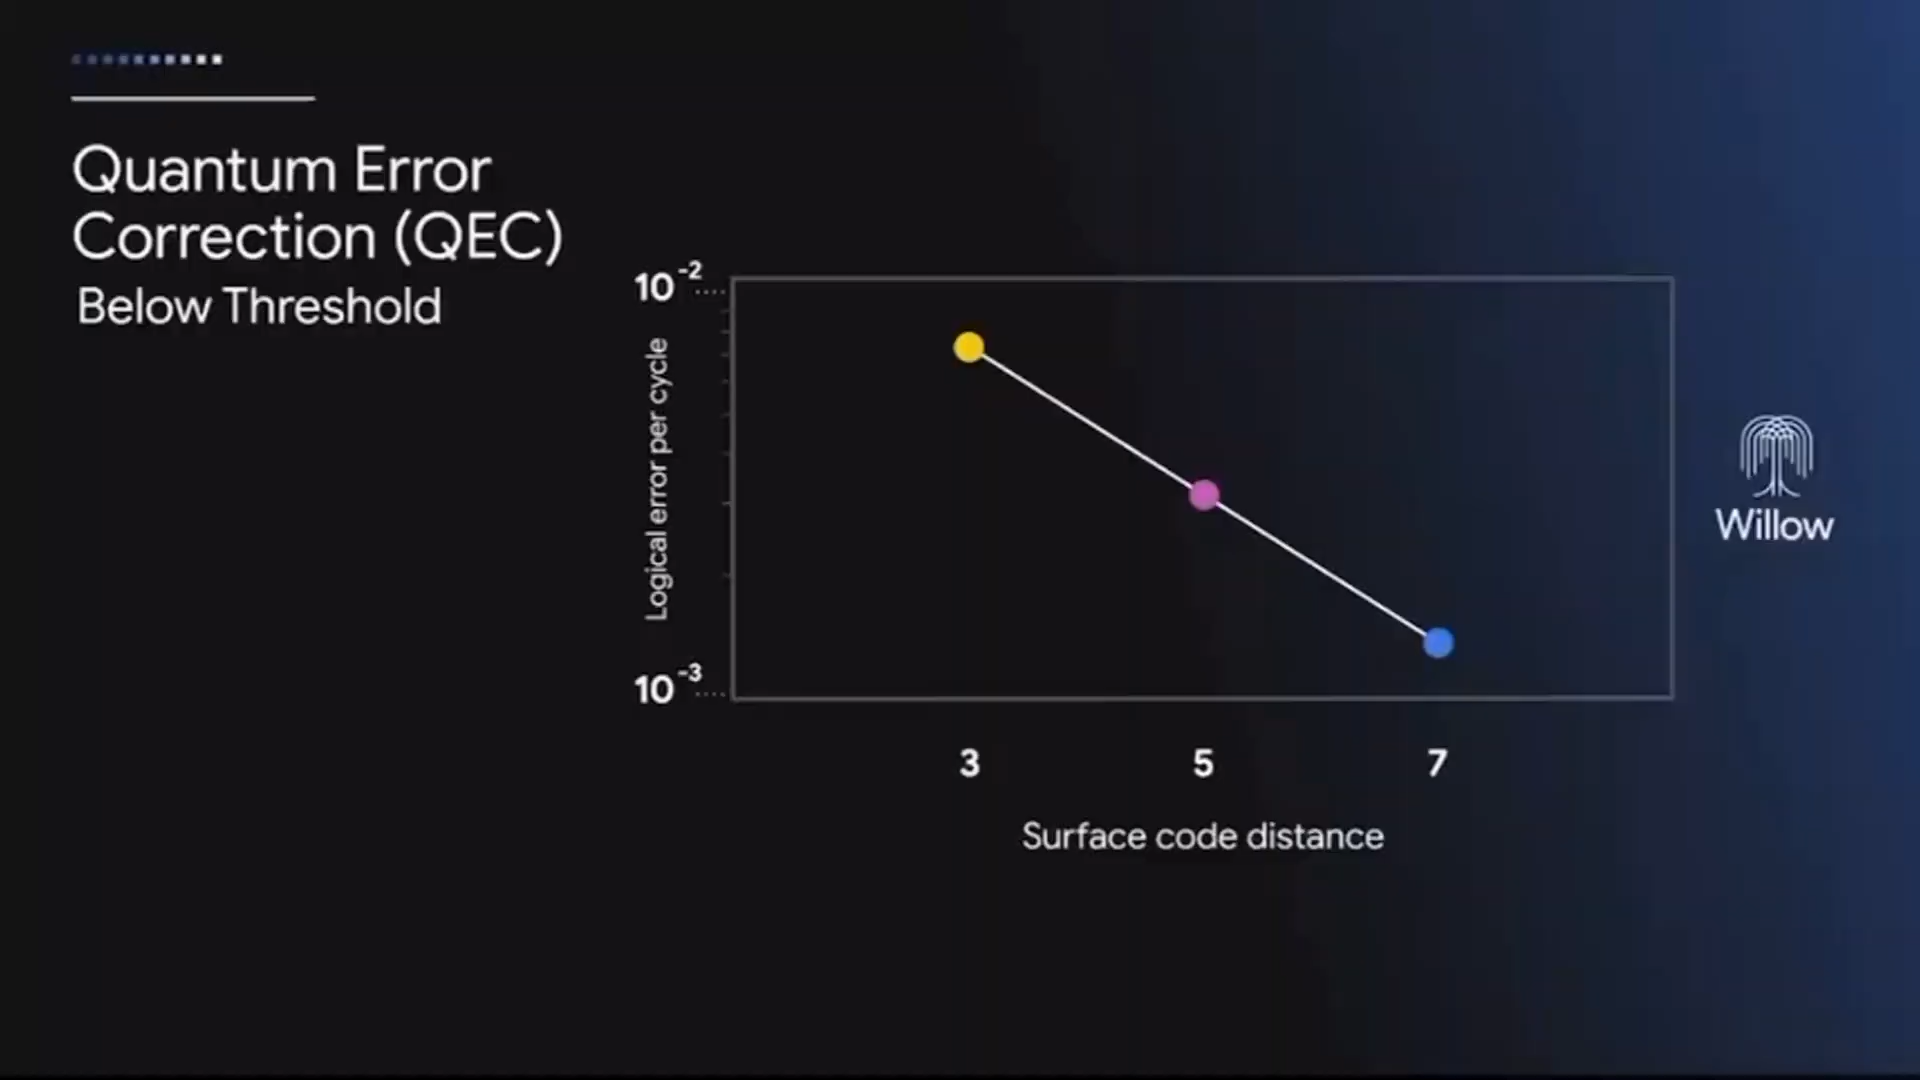 Quantum Error
Correction (QEC)
Below Threshold
10⁻²
Logical error per cycle
10⁻³
3 5 7
Surface code distance
Willow